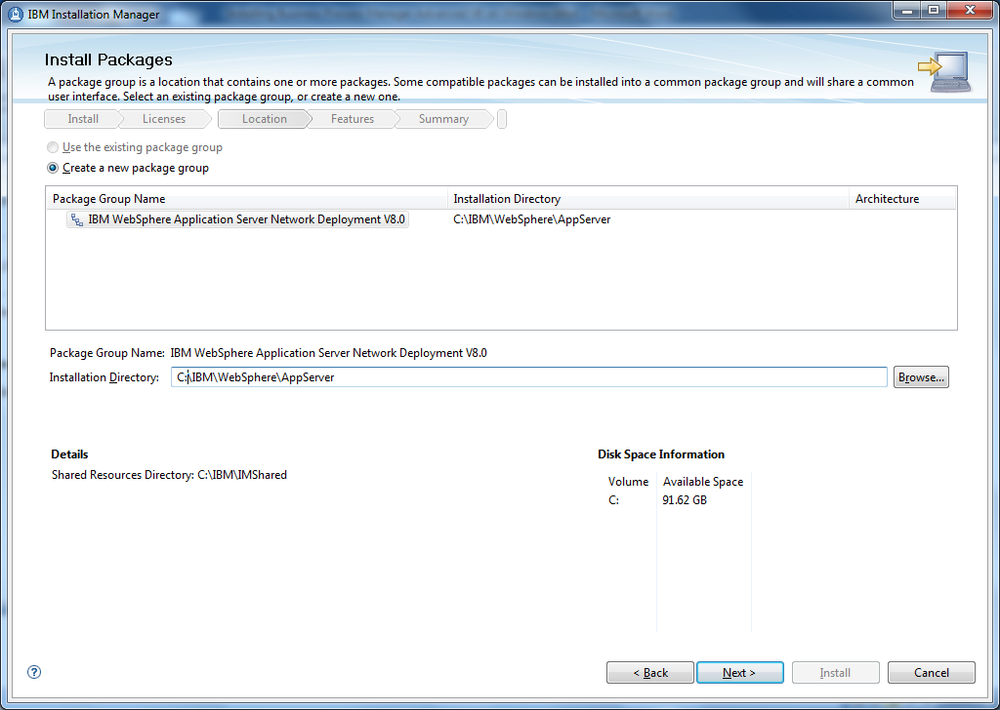 IBM Installation Manager
Install Packages
A package group is a location that contains one or more packages. Some compatible packages can be installed into a common package group and will share a common
user interface. Select an existing package group, or create a new one.
Install Licenses Location Features Summary
Use the existing package group
Create a new package group
Package Group Name Installation Directory Architecture
IBM WebSphere Application Server Network Deployment V8.0 C:\IBM\WebSphere\AppServer
Package Group Name: IBM WebSphere Application Server Network Deployment V8.0
Installation Directory: C:\IBM\WebSphere\AppServer Browse...
Details Disk Space Information
Shared Resources Directory: C:\IBM\IMShared
Volume Available Space
C: 91.62 GB
? < Back Next > Install Cancel